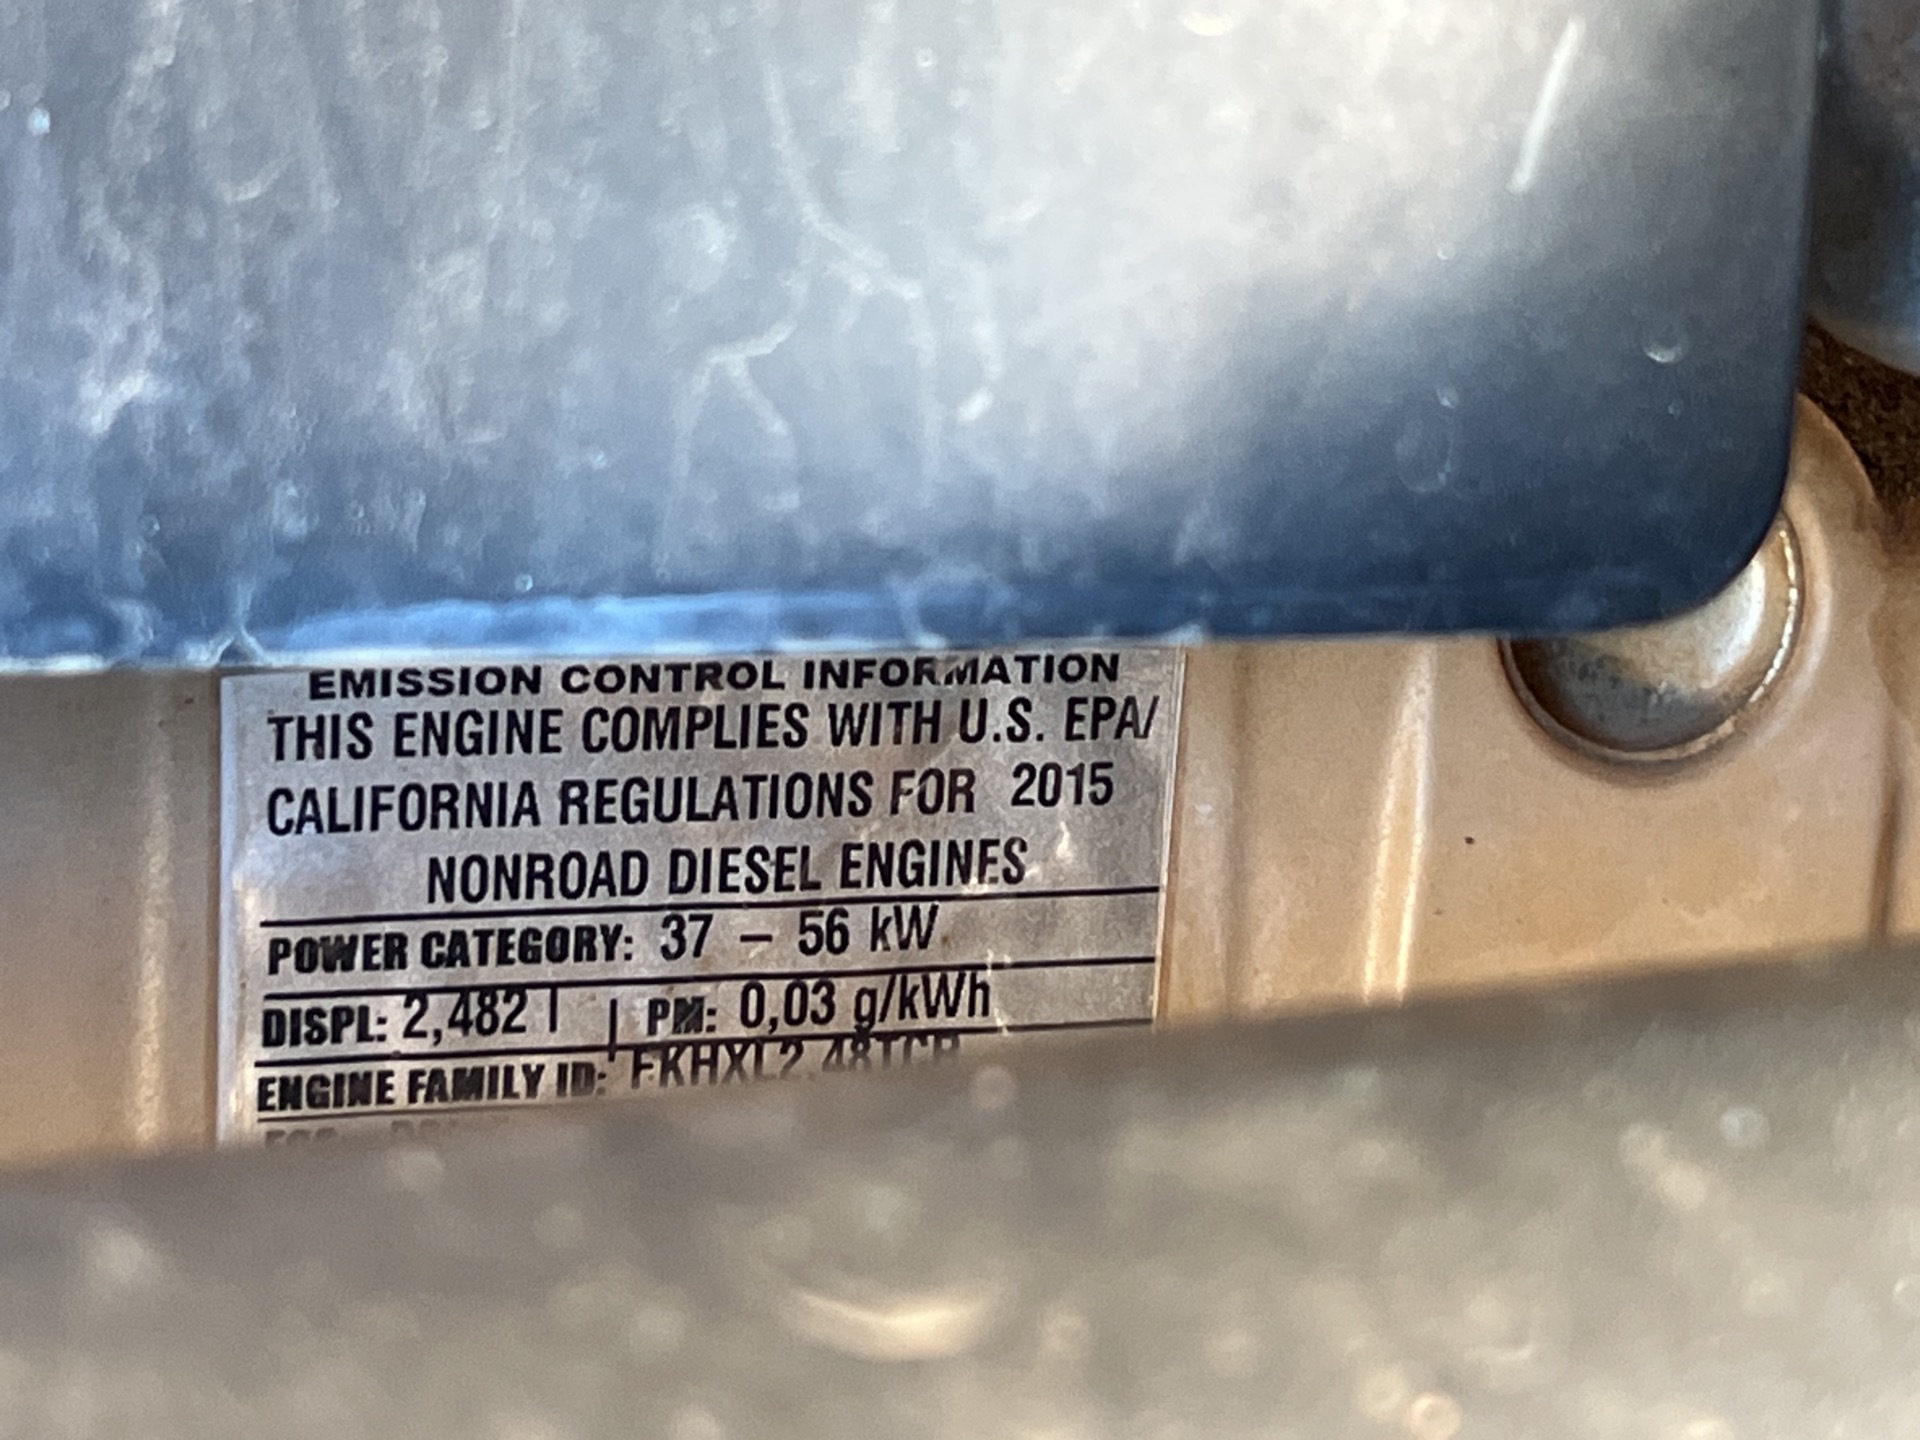 EMISSION CONTROL INFORMATION
THIS ENGINE COMPLIES WITH U.S. EPA/
CALIFORNIA REGULATIONS FOR 2015
NONROAD DIESEL ENGINES
POWER CATEGORY: 37 – 56 kW
DISPL: 2,482 l | PM: 0,03 g/kWh
ENGINE FAMILY ID: